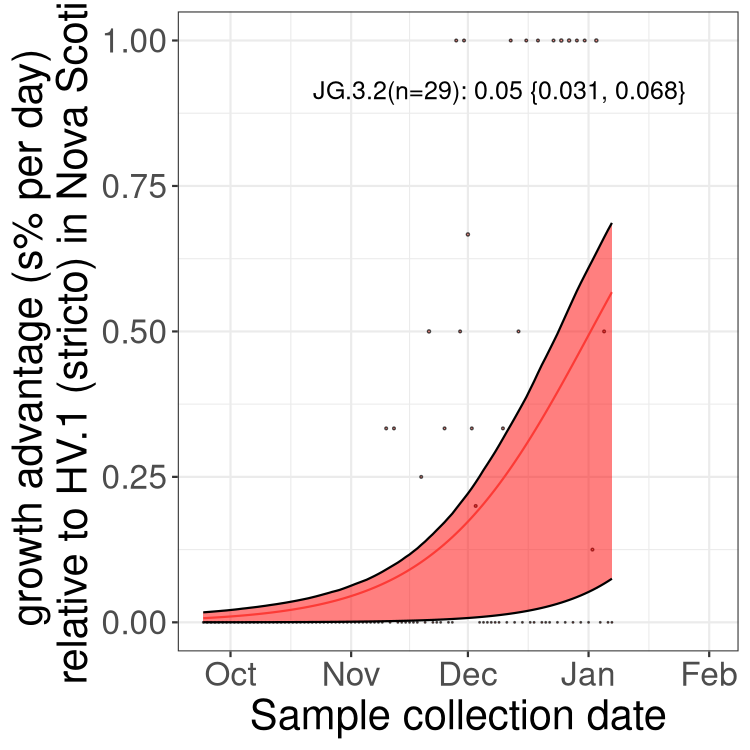 growth advantage (s% per day)
relative to HV.1 (stricto) in Nova Scoti
1.00
0.75
0.50
0.25
0.00
JG.3.2(n=29): 0.05 {0.031, 0.068}
Oct Nov Dec Jan Feb
Sample collection date